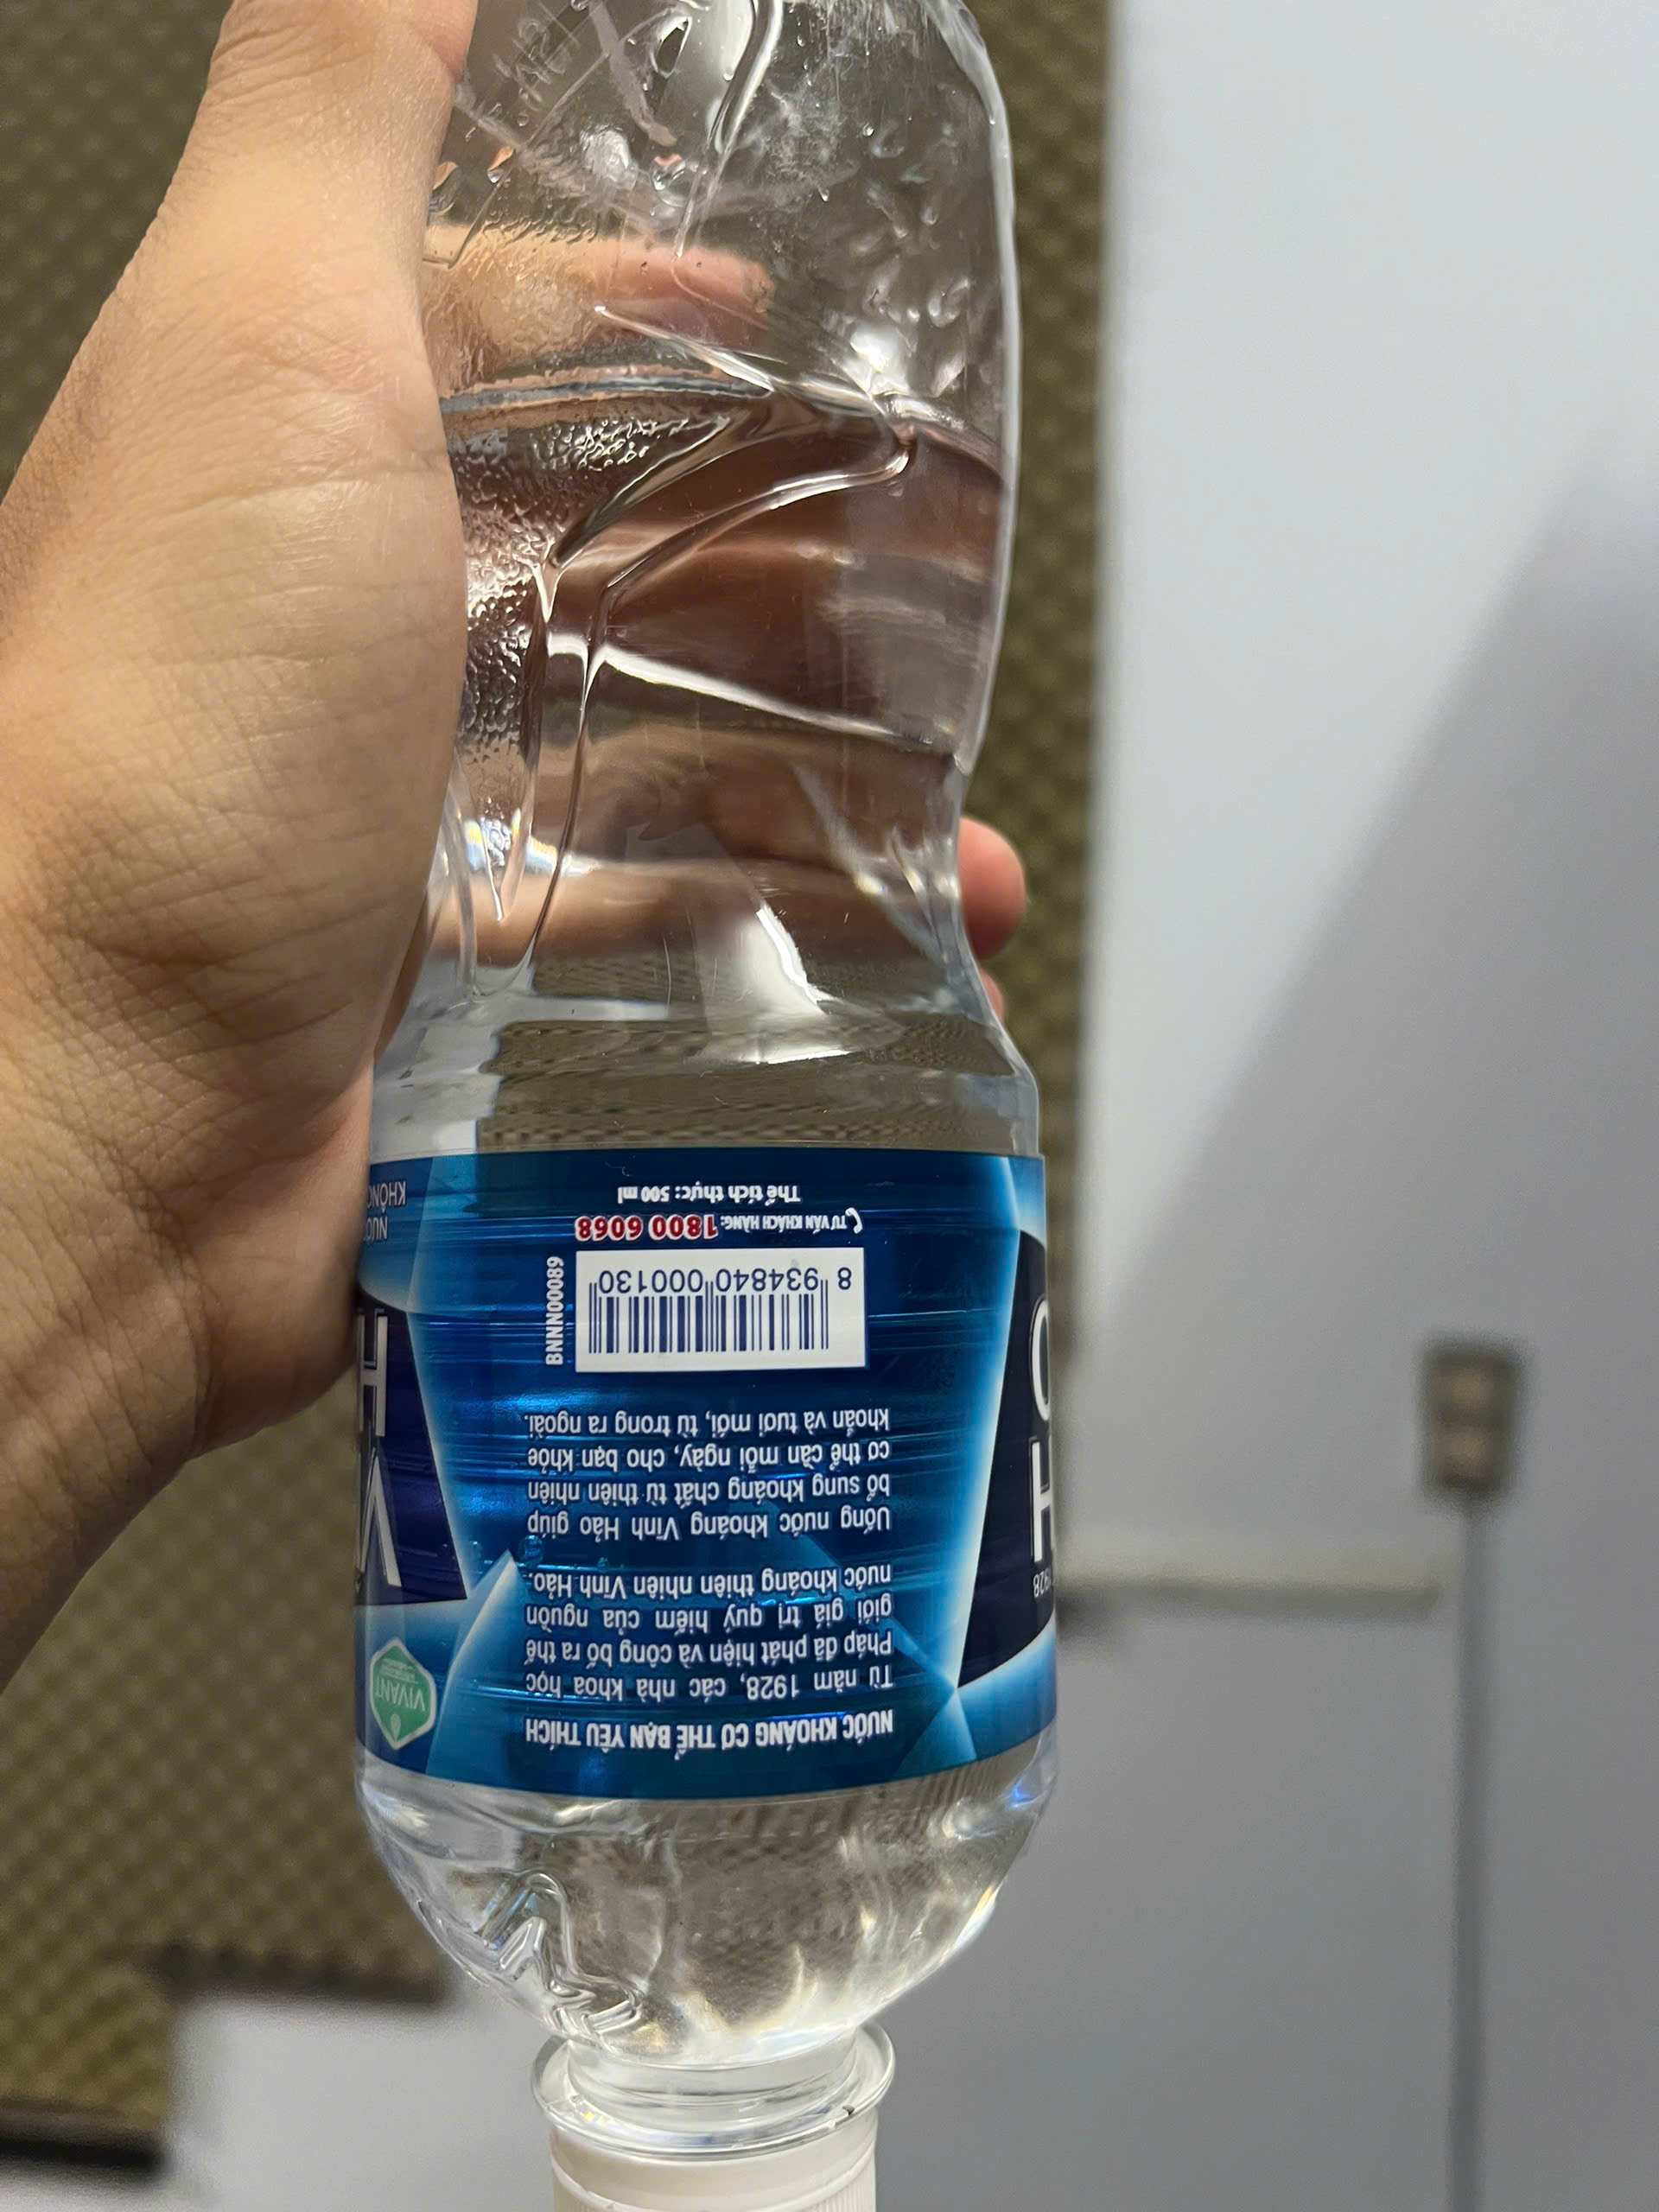 NƯỚC KHOÁNG CƠ THỂ BẠN YÊU THÍCH
Từ năm 1928, các nhà khoa học
Pháp đã phát hiện và công bố ra thế
giới giá trị quý hiếm của nguồn
nước khoáng thiên nhiên Vĩnh Hảo.
Uống nước khoáng Vĩnh Hảo giúp
bổ sung khoáng chất từ thiên nhiên
cơ thể cần mỗi ngày, cho bạn khỏe
khoắn và tươi mới, từ trong ra ngoài.
8 934840 000130
BNNN00089
TƯ VẤN KHÁCH HÀNG: 1800 6068
Thể tích thực: 500 ml
VIVANT
KHÔNG